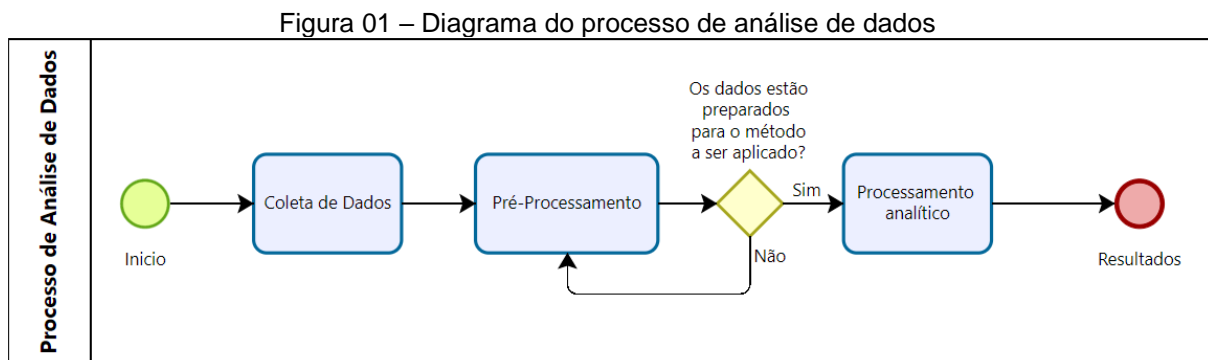 Figura 01 – Diagrama do processo de análise de dados
Processo de Análise de Dados
Inicio
Coleta de Dados
Pré-Processamento
Os dados estão
preparados
para o método
a ser aplicado?
Sim
Não
Processamento
analítico
Resultados